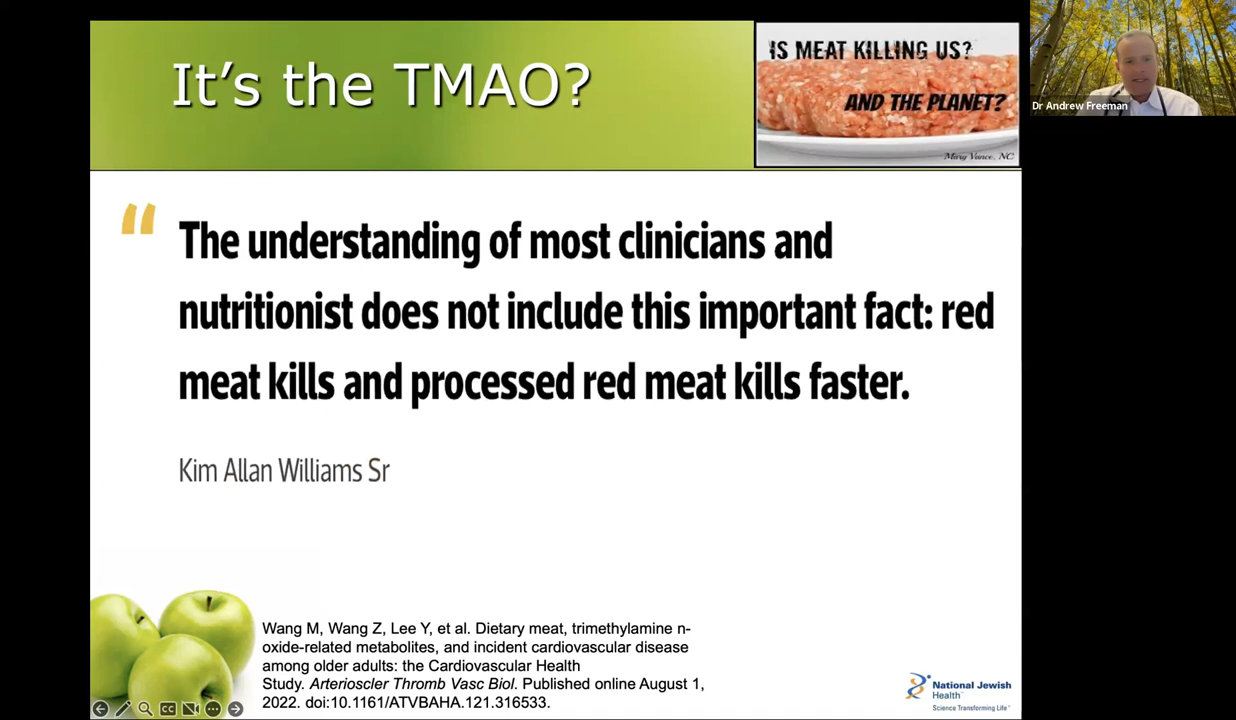 It's the TMAO?
IS MEAT KILLING US?
AND THE PLANET?
Mary Vance, NC
Dr Andrew Freeman
“
The understanding of most clinicians and
nutritionist does not include this important fact: red
meat kills and processed red meat kills faster.
Kim Allan Williams Sr
Wang M, Wang Z, Lee Y, et al. Dietary meat, trimethylamine n-
oxide-related metabolites, and incident cardiovascular disease
among older adults: the Cardiovascular Health
Study. Arterioscler Thromb Vasc Biol. Published online August 1,
2022. doi:10.1161/ATVBAHA.121.316533.
CC
National Jewish
Health™
Science Transforming Life™